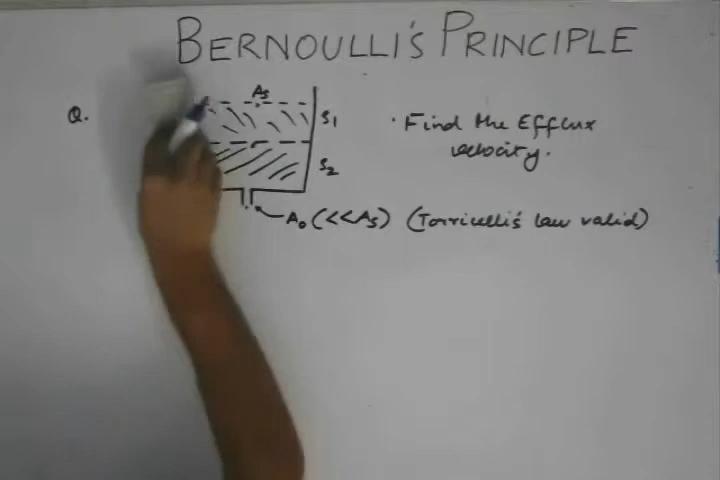 BERNOULLI'S PRINCIPLE
Q.
As
S1
S2
· Find the Efflux
velocity.
A0 (<<As) (Torricelli's law valid)